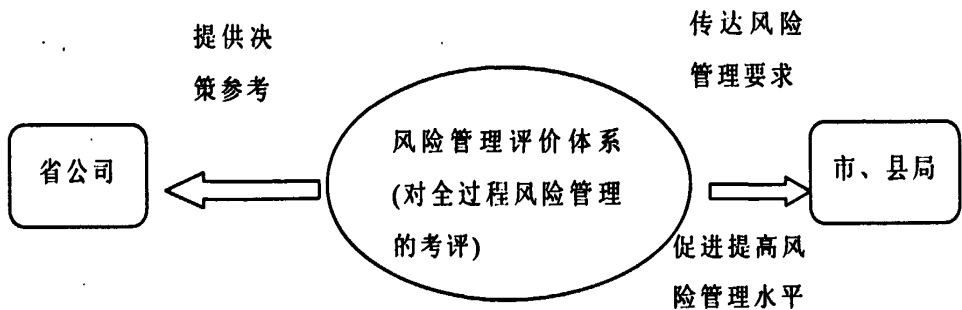 提供决
策参考
传达风险
管理要求
省公司
风险管理评价体系
(对全过程风险管理
的考评)
市、县局
促进提高风
险管理水平